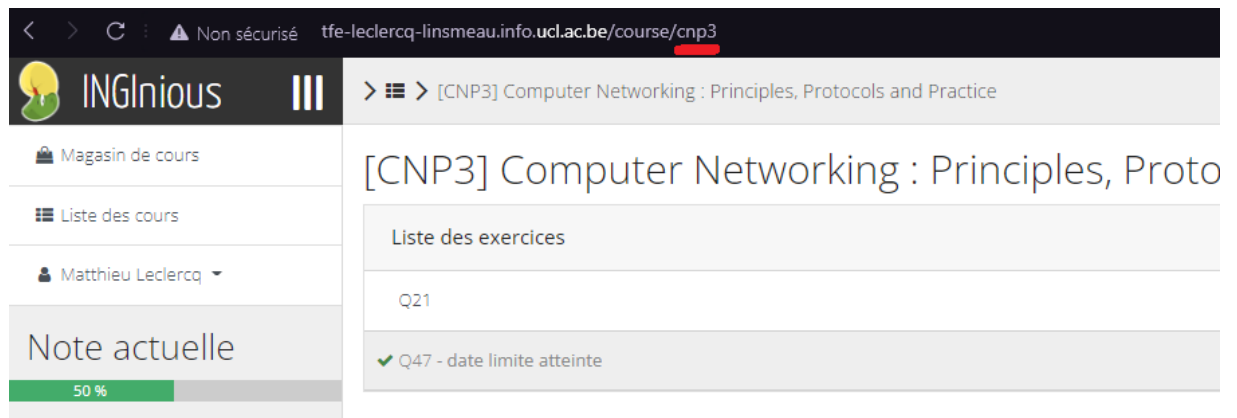 Non sécurisé tfe-leclercq-linsmeau.info.ucl.ac.be/course/cnp3
INGInious
[CNP3] Computer Networking : Principles, Protocols and Practice
Magasin de cours
Liste des cours
Matthieu Leclercq
Note actuelle
50 %
[CNP3] Computer Networking : Principles, Proto
Liste des exercices
Q21
Q47 - date limite atteinte